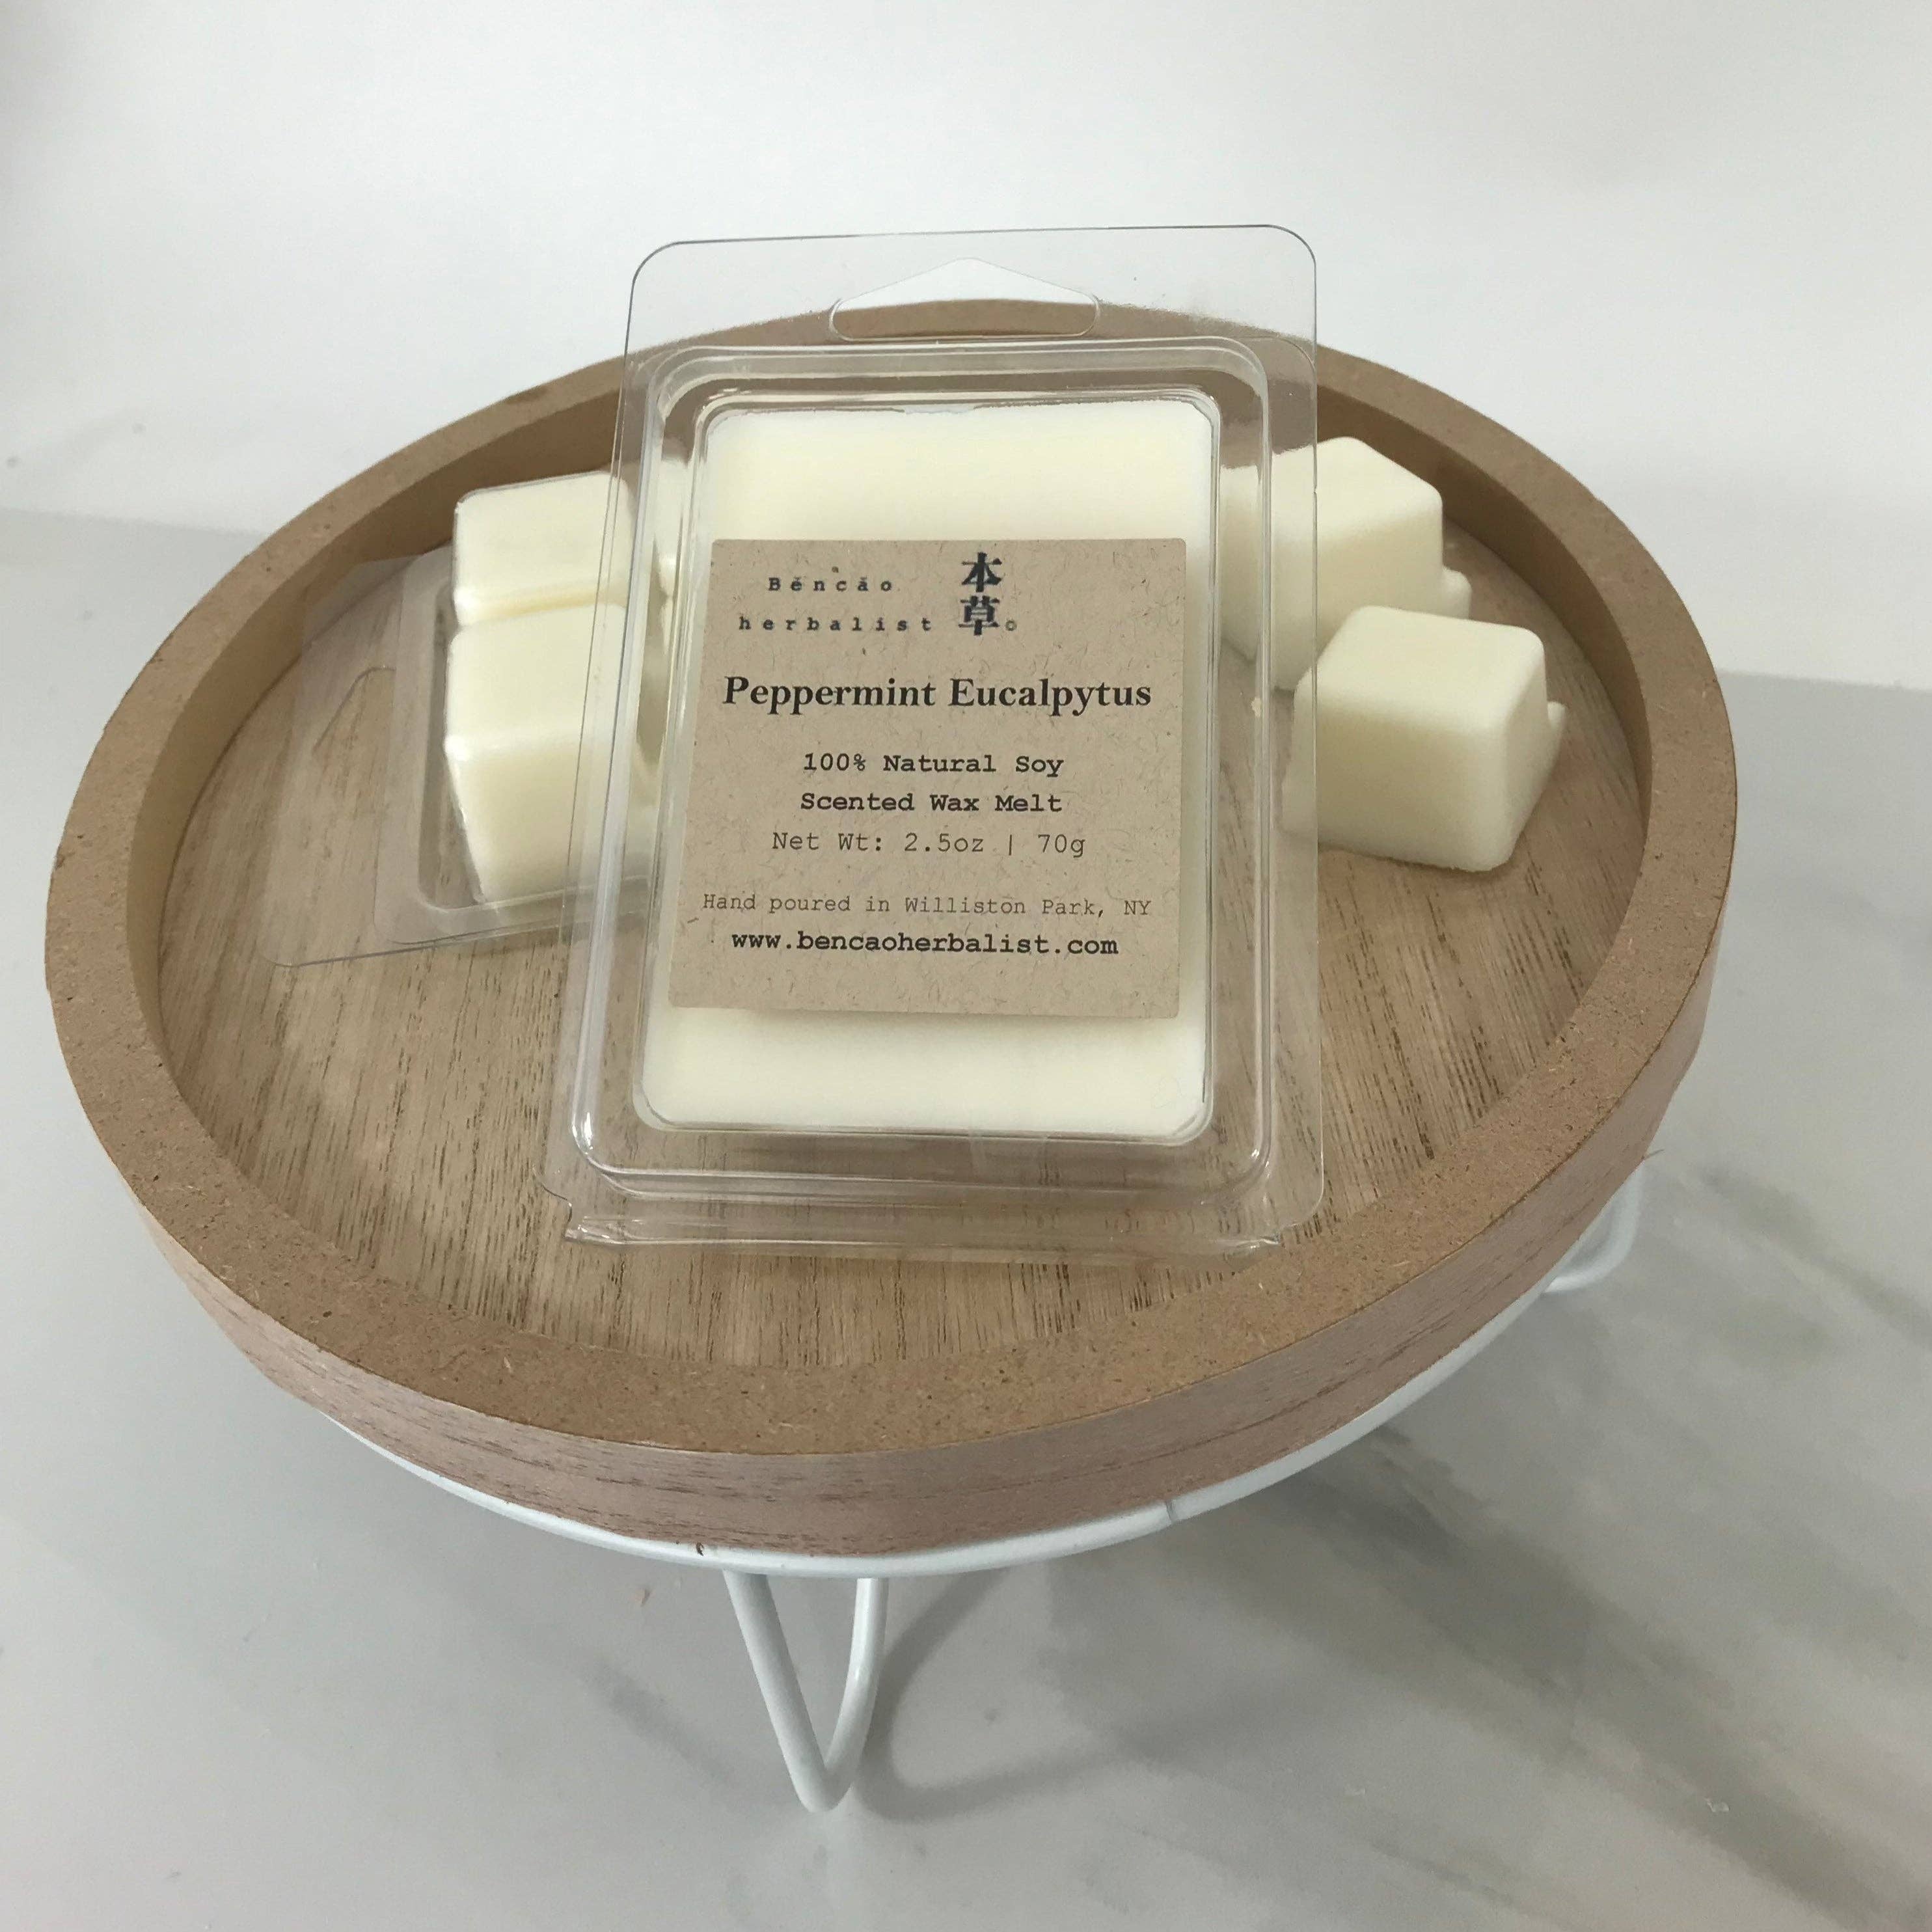 Běncǎo
herbalist
本
草
Peppermint Eucalpytus
100% Natural Soy
Scented Wax Melt
Net Wt: 2.5oz | 70g
Hand poured in Williston Park, NY
www.bencaoherbalist.com